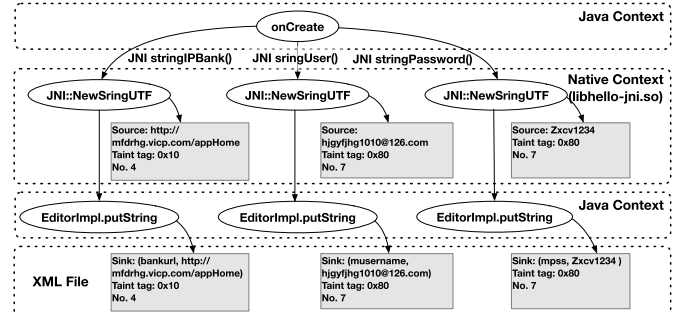 Java Context
onCreate
JNI stringIPBank()
JNI sringUser()
JNI stringPassword()
Native Context
(libhello-jni.so)
JNI::NewSringUTF
JNI::NewSringUTF
JNI::NewSringUTF
Source: http://
mfdrhg.vicp.com/appHome
Taint tag: 0x10
No. 4
Source:
hjgyfjhg1010@126.com
Taint tag: 0x80
No. 7
Source: Zxcv1234
Taint tag: 0x80
No. 7
EditorImpl.putString
EditorImpl.putString
EditorImpl.putString
Java Context
XML File
Sink: (bankurl, http://
mfdrhg.vicp.com/appHome)
Taint tag: 0x10
No. 4
Sink: (musername,
hjgyfjhg1010@126.com)
Taint tag: 0x80
No. 7
Sink: (mpss, Zxcv1234 )
Taint tag: 0x80
No. 7